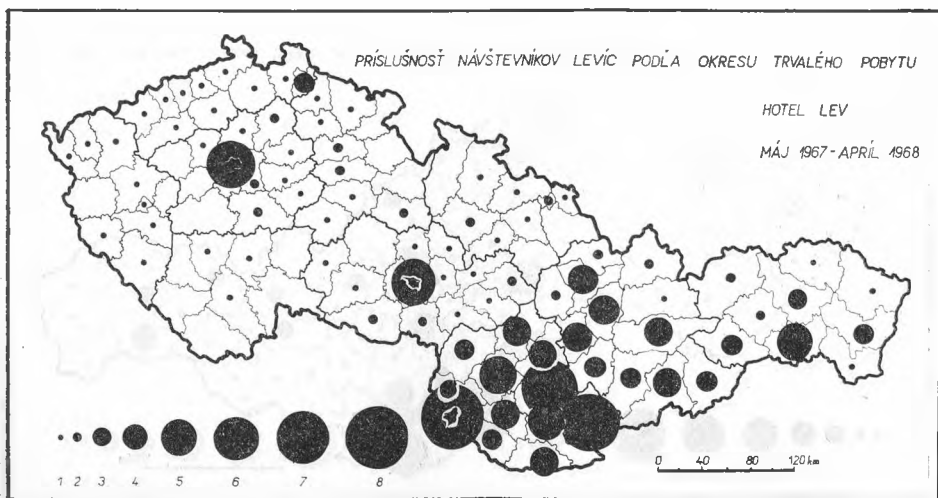 PRÍSLUŠNOSŤ NÁVŠTEVNÍKOV LEVÍC PODĽA OKRESU TRVALÉHO POBYTU
HOTEL LEV
MÁJ 1967-APRÍL 1968
1 2 3 4 5 6 7 8
0 40 80 120 km